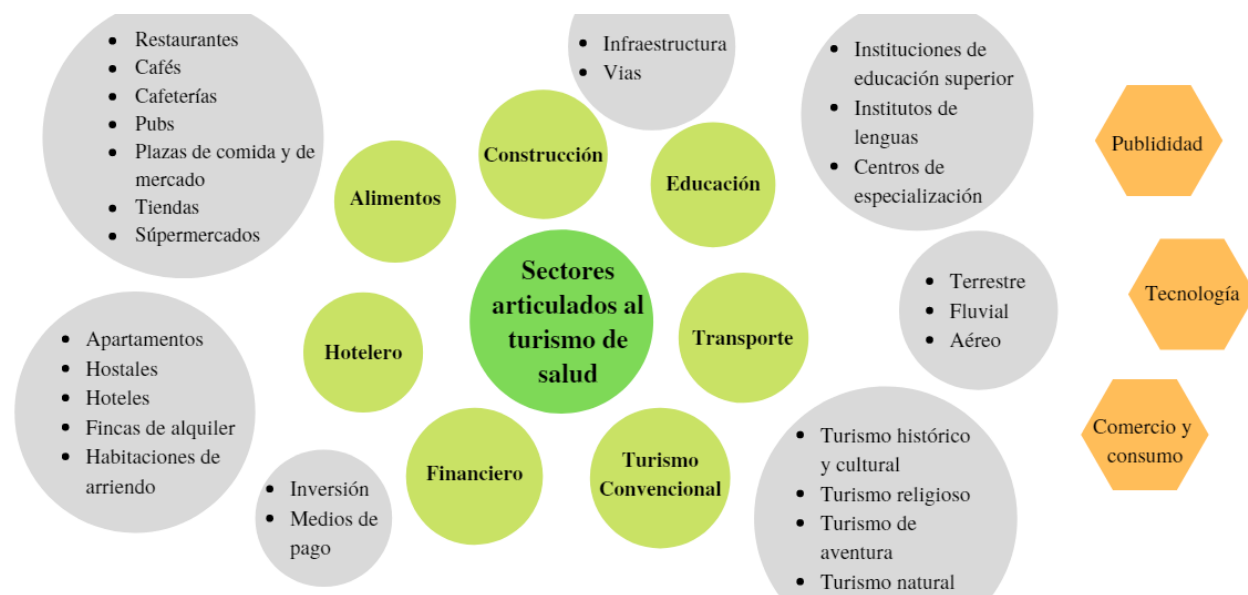 • Restaurantes
• Cafés
• Cafeterías
• Pubs
• Plazas de comida y de
mercado
• Tiendas
• Súpermercados
Alimentos
Construcción
• Infraestructura
• Vias
Educación
• Instituciones de
educación superior
• Institutos de
lenguas
• Centros de
especialización
Publididad
Sectores
articulados al
turismo de
salud
Transporte
• Terrestre
• Fluvial
• Aéreo
Tecnología
Hotelero
• Apartamentos
• Hostales
• Hoteles
• Fincas de alquiler
• Habitaciones de
arriendo
Financiero
• Inversión
• Medios de
pago
Turismo
Convencional
• Turismo histórico
y cultural
• Turismo religioso
• Turismo de
aventura
• Turismo natural
Comercio y
consumo